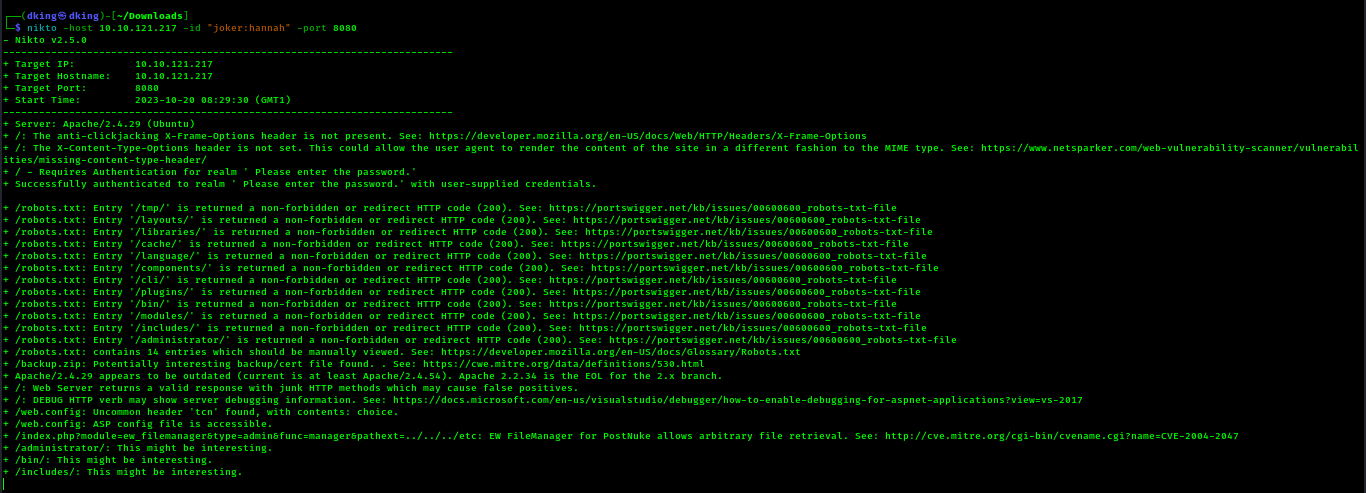 ┌──(dking㉿dking)-[~/Downloads]
└─$ nikto -host 10.10.121.217 -id "joker:hannah" -port 8080
- Nikto v2.5.0
---------------------------------------------------------------------------
+ Target IP:          10.10.121.217
+ Target Hostname:    10.10.121.217
+ Target Port:        8080
+ Start Time:         2023-10-20 08:29:30 (GMT1)
---------------------------------------------------------------------------
+ Server: Apache/2.4.29 (Ubuntu)
+ /: The anti-clickjacking X-Frame-Options header is not present. See: https://developer.mozilla.org/en-US/docs/Web/HTTP/Headers/X-Frame-Options
+ /: The X-Content-Type-Options header is not set. This could allow the user agent to render the content of the site in a different fashion to the MIME type. See: https://www.netsparker.com/web-vulnerability-scanner/vulnerabil
ities/missing-content-type-header/
+ / - Requires Authentication for realm ' Please enter the password.'
+ Successfully authenticated to realm ' Please enter the password.' with user-supplied credentials.
+ /robots.txt: Entry '/tmp/' is returned a non-forbidden or redirect HTTP code (200). See: https://portswigger.net/kb/issues/00600600_robots-txt-file
+ /robots.txt: Entry '/layouts/' is returned a non-forbidden or redirect HTTP code (200). See: https://portswigger.net/kb/issues/00600600_robots-txt-file
+ /robots.txt: Entry '/libraries/' is returned a non-forbidden or redirect HTTP code (200). See: https://portswigger.net/kb/issues/00600600_robots-txt-file
+ /robots.txt: Entry '/cache/' is returned a non-forbidden or redirect HTTP code (200). See: https://portswigger.net/kb/issues/00600600_robots-txt-file
+ /robots.txt: Entry '/language/' is returned a non-forbidden or redirect HTTP code (200). See: https://portswigger.net/kb/issues/00600600_robots-txt-file
+ /robots.txt: Entry '/components/' is returned a non-forbidden or redirect HTTP code (200). See: https://portswigger.net/kb/issues/00600600_robots-txt-file
+ /robots.txt: Entry '/cli/' is returned a non-forbidden or redirect HTTP code (200). See: https://portswigger.net/kb/issues/00600600_robots-txt-file
+ /robots.txt: Entry '/plugins/' is returned a non-forbidden or redirect HTTP code (200). See: https://portswigger.net/kb/issues/00600600_robots-txt-file
+ /robots.txt: Entry '/bin/' is returned a non-forbidden or redirect HTTP code (200). See: https://portswigger.net/kb/issues/00600600_robots-txt-file
+ /robots.txt: Entry '/modules/' is returned a non-forbidden or redirect HTTP code (200). See: https://portswigger.net/kb/issues/00600600_robots-txt-file
+ /robots.txt: Entry '/includes/' is returned a non-forbidden or redirect HTTP code (200). See: https://portswigger.net/kb/issues/00600600_robots-txt-file
+ /robots.txt: Entry '/administrator/' is returned a non-forbidden or redirect HTTP code (200). See: https://portswigger.net/kb/issues/00600600_robots-txt-file
+ /robots.txt: contains 14 entries which should be manually viewed. See: https://developer.mozilla.org/en-US/docs/Glossary/Robots.txt
+ /backup.zip: Potentially interesting backup/cert file found. . See: https://cwe.mitre.org/data/definitions/530.html
+ Apache/2.4.29 appears to be outdated (current is at least Apache/2.4.54). Apache 2.2.34 is the EOL for the 2.x branch.
+ /: Web Server returns a valid response with junk HTTP methods which may cause false positives.
+ /: DEBUG HTTP verb may show server debugging information. See: https://docs.microsoft.com/en-us/visualstudio/debugger/how-to-enable-debugging-for-aspnet-applications?view=vs-2017
+ /web.config: Uncommon header 'tcn' found, with contents: choice.
+ /web.config: ASP config file is accessible.
+ /index.php?module=ew_filemanager&type=admin&func=manager&pathext=../../../etc: EW FileManager for PostNuke allows arbitrary file retrieval. See: http://cve.mitre.org/cgi-bin/cvename.cgi?name=CVE-2004-2047
+ /administrator/: This might be interesting.
+ /bin/: This might be interesting.
+ /includes/: This might be interesting.